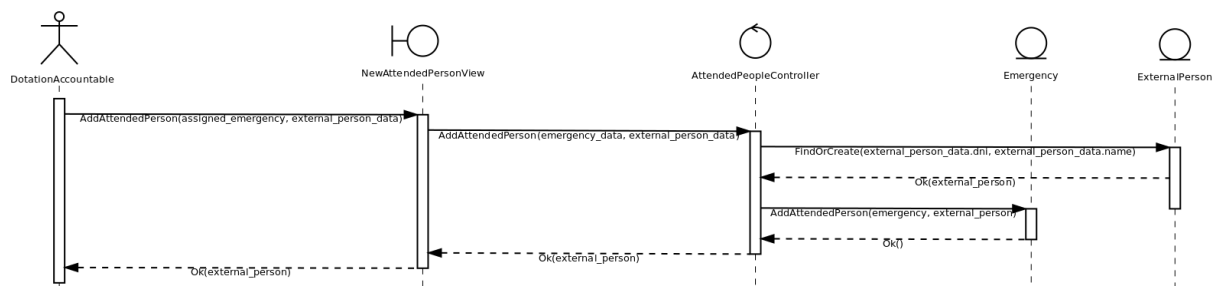 DotationAccountable
NewAttendedPersonView
AttendedPeopleController
Emergency
ExternalPerson
AddAttendedPerson(assigned_emergency, external_person_data)
AddAttendedPerson(emergency_data, external_person_data)
FindOrCreate(external_person_data.dni, external_person_data.name)
Ok(external_person)
AddAttendedPerson(emergency, external_person)
Ok()
Ok(external_person)
Ok(external_person)